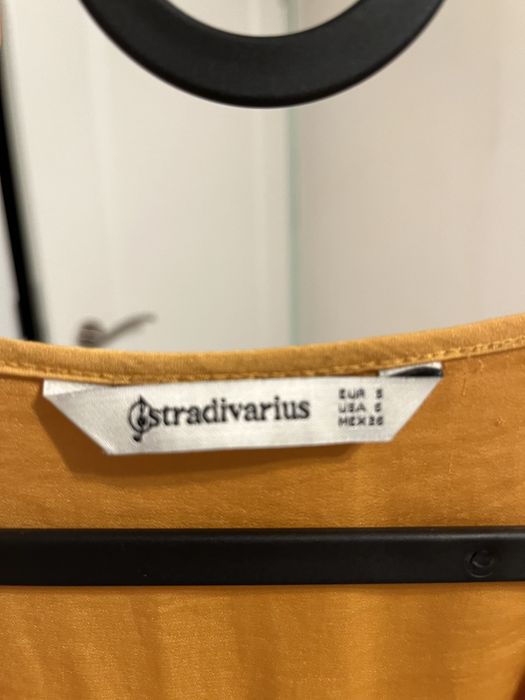 stradivarius
EUR S
USA S
MEX 26